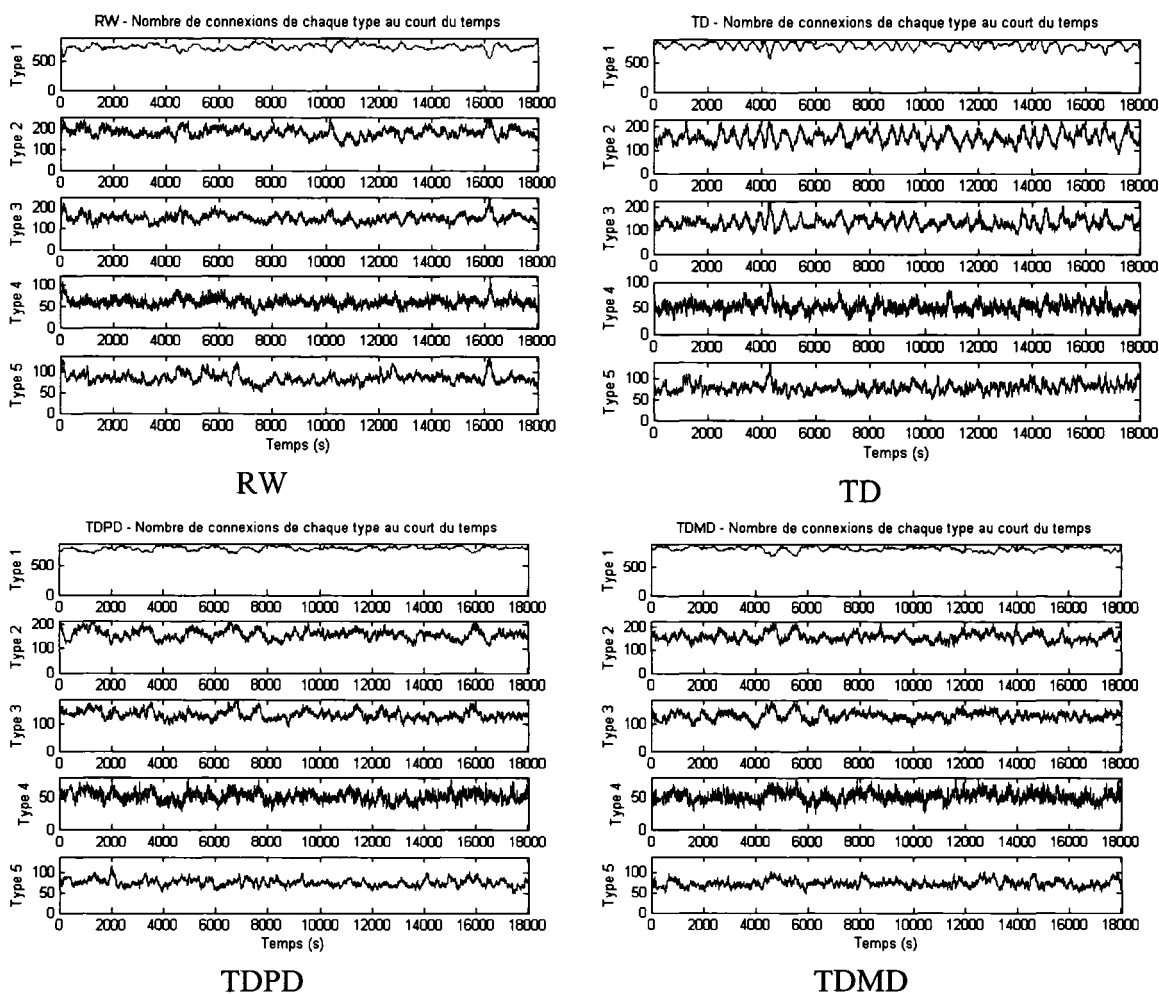 RW - Nombre de connexions de chaque type au court du temps
Type 1
500
0
0 2000 4000 6000 8000 10000 12000 14000 16000 18000
Type 2
200
100
0
0 2000 4000 6000 8000 10000 12000 14000 16000 18000
Type 3
200
100
0
0 2000 4000 6000 8000 10000 12000 14000 16000 18000
Type 4
100
50
0
0 2000 4000 6000 8000 10000 12000 14000 16000 18000
Type 5
100
50
0
0 2000 4000 6000 8000 10000 12000 14000 16000 18000
Temps (s)
RW
TD - Nombre de connexions de chaque type au court du temps
Type 1
500
0
0 2000 4000 6000 8000 10000 12000 14000 16000 18000
Type 2
200
100
0
0 2000 4000 6000 8000 10000 12000 14000 16000 18000
Type 3
200
100
0
0 2000 4000 6000 8000 10000 12000 14000 16000 18000
Type 4
100
50
0
0 2000 4000 6000 8000 10000 12000 14000 16000 18000
Type 5
100
50
0
0 2000 4000 6000 8000 10000 12000 14000 16000 18000
Temps (s)
TD
TDPD - Nombre de connexions de chaque type au court du temps
Type 1
500
0
0 2000 4000 6000 8000 10000 12000 14000 16000 18000
Type 2
200
100
0
0 2000 4000 6000 8000 10000 12000 14000 16000 18000
Type 3
100
0
0 2000 4000 6000 8000 10000 12000 14000 16000 18000
Type 4
50
0
0 2000 4000 6000 8000 10000 12000 14000 16000 18000
Type 5
100
50
0
0 2000 4000 6000 8000 10000 12000 14000 16000 18000
Temps (s)
TDPD
TDMD - Nombre de connexions de chaque type au court du temps
Type 1
500
0
0 2000 4000 6000 8000 10000 12000 14000 16000 18000
Type 2
200
100
0
0 2000 4000 6000 8000 10000 12000 14000 16000 18000
Type 3
100
0
0 2000 4000 6000 8000 10000 12000 14000 16000 18000
Type 4
50
0
0 2000 4000 6000 8000 10000 12000 14000 16000 18000
Type 5
100
50
0
0 2000 4000 6000 8000 10000 12000 14000 16000 18000
Temps (s)
TDMD